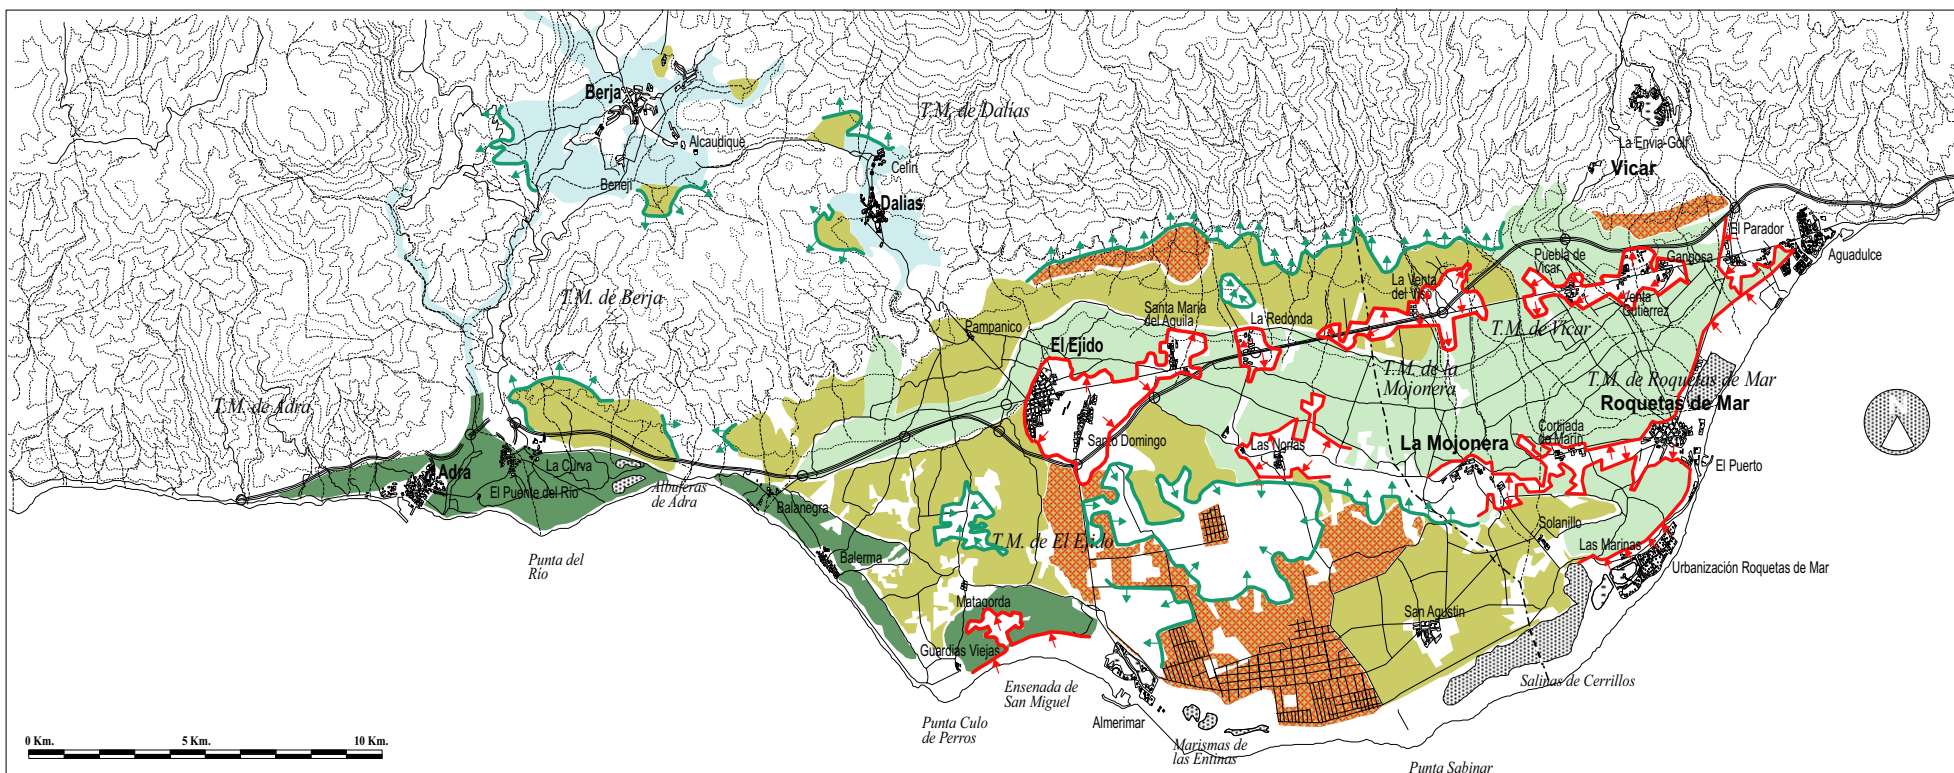 Berja
T.M. de Dalías
Alcaudique
La Envia-Golf
Celín
Vicar
Benejí
Dalías
El Parador
Gangosa
Aguadulce
Puebla de
Vicar
La Venta
del Viso
Venta
Gutierrez
T.M. de Berja
Santa María
del Aguila
La Redonda
T.M. de Vícar
Pampanico
El Ejido
T.M. de la
Mojonera
T.M. de Roquetas de Mar
Roquetas de Mar
T.M. de Adra
N
Cortijada
de Marín
Santo Domingo
Las Norias
La Mojonera
El Puerto
Adra
La Curva
El Puente del Río
Albuferas
de Adra
Balanegra
Solanillo
T.M. de El Ejido
Las Marinas
Balerma
Urbanización Roquetas de Mar
Punta del
Río
Matagorda
San Agustín
Guardias Viejas
Ensenada de
San Miguel
Salinas de Cerrillos
Punta Culo
de Perros
Almerimar
Marismas de
las Entinas
Punta Sabinar
0 Km.
5 Km.
10 Km.